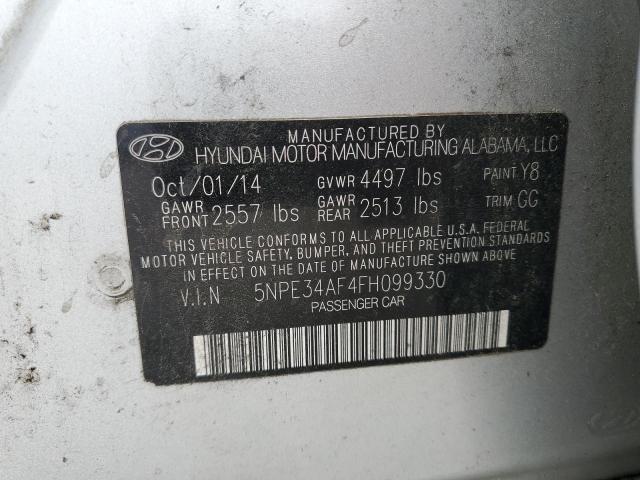 MANUFACTURED BY
HYUNDAI MOTOR MANUFACTURING ALABAMA, LLC
Oct/01/14 GVWR 4497 lbs PAINT Y8
GAWR FRONT 2557 lbs GAWR REAR 2513 lbs TRIM GG
THIS VEHICLE CONFORMS TO ALL APPLICABLE U.S.A. FEDERAL
MOTOR VEHICLE SAFETY, BUMPER, AND THEFT PREVENTION STANDARDS
IN EFFECT ON THE DATE OF MANUFACTURE SHOWN ABOVE
V.I.N 5NPE34AF4FH099330
PASSENGER CAR